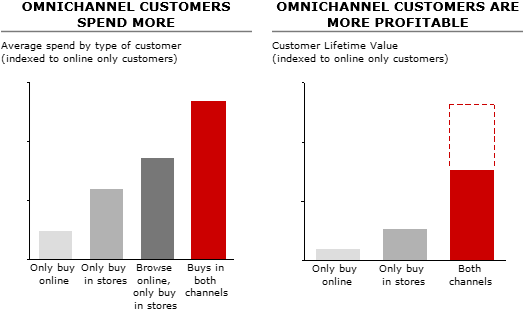 OMNICHANNEL CUSTOMERS
SPEND MORE
Average spend by type of customer
(indexed to online only customers)
Only buy
online
Only buy
in stores
Browse
online,
only buy
in stores
Buys in
both
channels
OMNICHANNEL CUSTOMERS ARE
MORE PROFITABLE
Customer Lifetime Value
(indexed to online only customers)
Only buy
online
Only buy
in stores
Both
channels